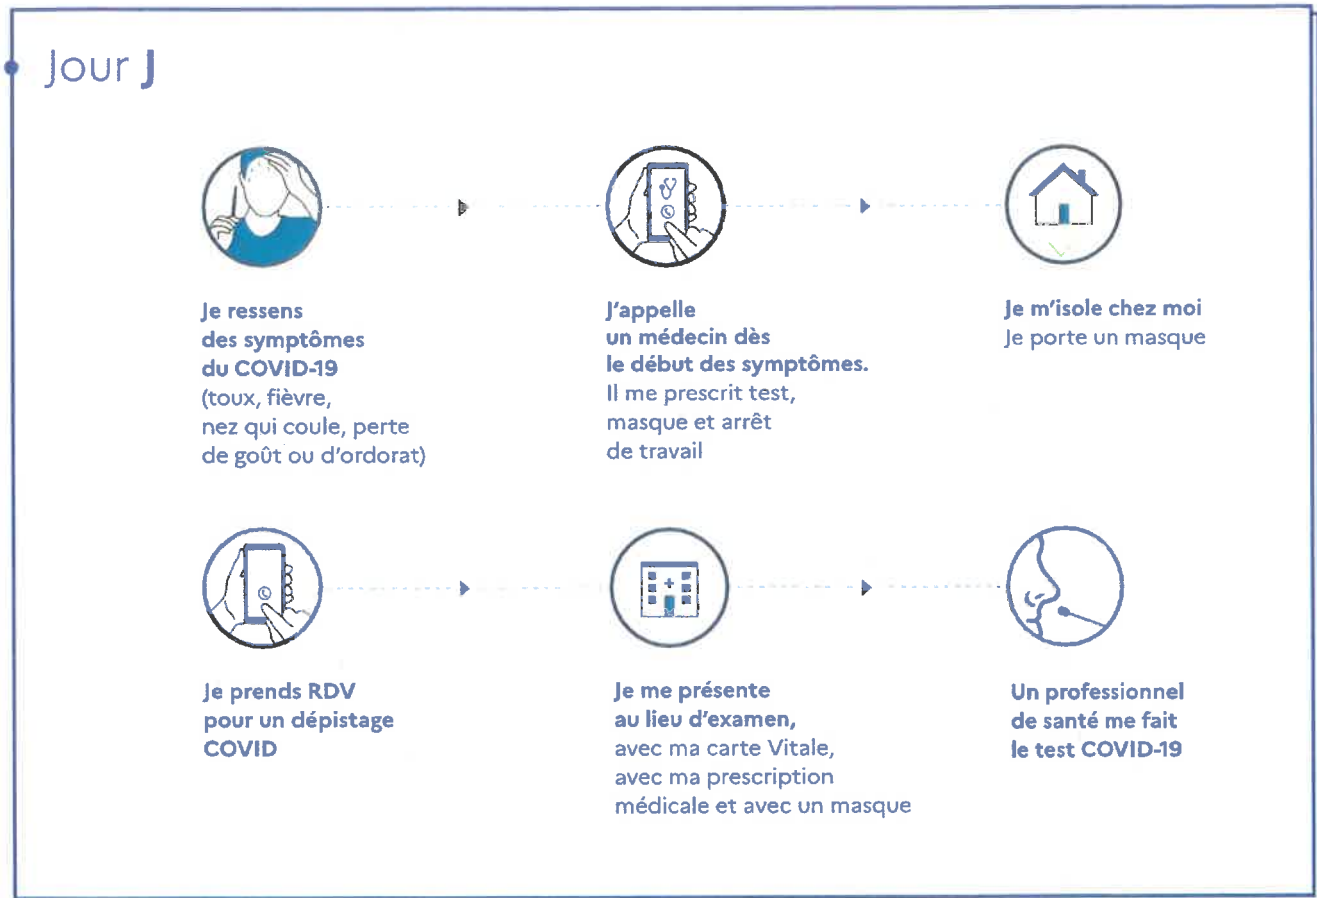 Jour J
Je ressens
des symptômes
du COVID-19
(toux, fièvre,
nez qui coule, perte
de goût ou d'ordorat)
J'appelle
un médecin dès
le début des symptômes.
Il me prescrit test,
masque et arrêt
de travail
Je m'isole chez moi
Je porte un masque
Je prends RDV
pour un dépistage
COVID
Je me présente
au lieu d'examen,
avec ma carte Vitale,
avec ma prescription
médicale et avec un masque
Un professionnel
de santé me fait
le test COVID-19